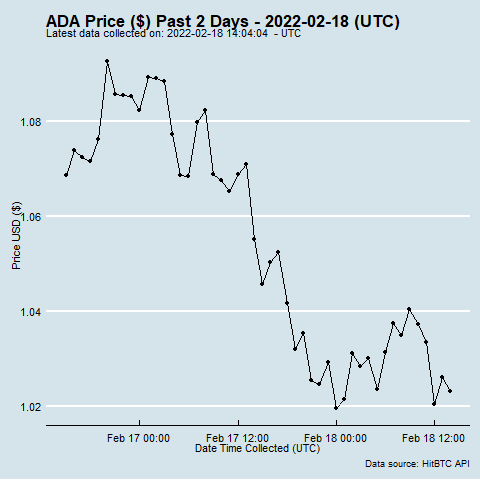 ADA Price ($) Past 2 Days - 2022-02-18 (UTC)
Latest data collected on: 2022-02-18 14:04:04 - UTC
1.08
1.06
1.04
1.02
Price USD ($)
Feb 17 00:00 Feb 17 12:00 Feb 18 00:00 Feb 18 12:00
Date Time Collected (UTC)
Data source: HitBTC API